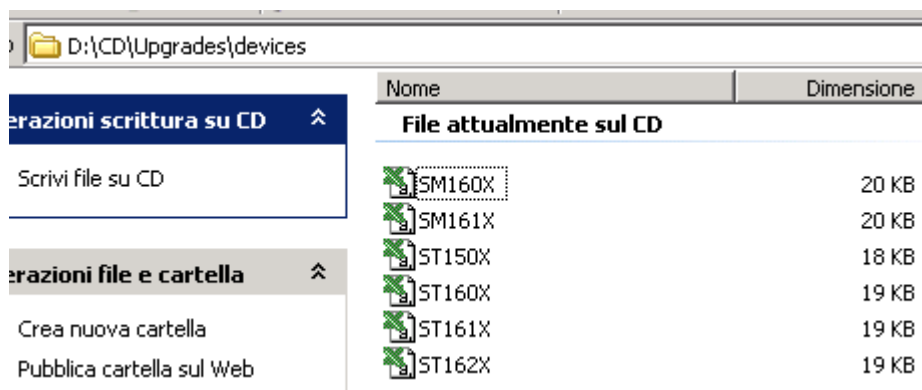 D:\CD\Upgrades\devices
Nome Dimensione
erazioni scrittura su CD
File attualmente sul CD
Scrivi file su CD
SM160X 20 KB
SM161X 20 KB
ST150X 18 KB
erazioni file e cartella
ST160X 19 KB
Crea nuova cartella
ST161X 19 KB
Pubblica cartella sul Web
ST162X 19 KB